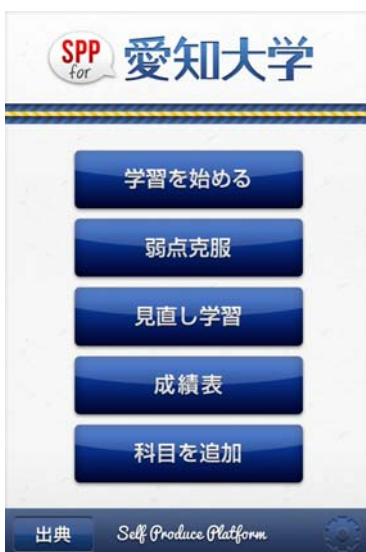 SPP
for
愛知大学
学習を始める
弱点克服
見直し学習
成績表
科目を追加
出典
Self Produce Platform